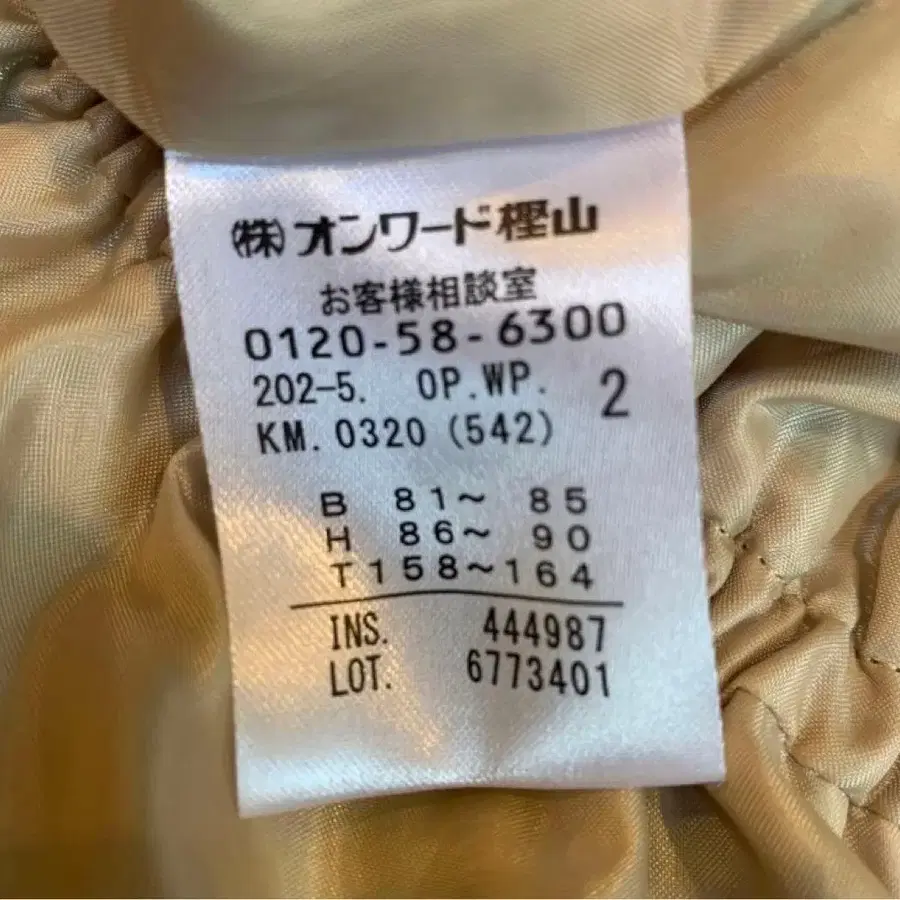 ㈱オンワード樫山
お客様相談室
0120-58-6300
202-5. OP.WP. 2
KM.0320(542)
B 81～ 85
H 86～ 90
T158～164
INS. 444987
LOT. 6773401